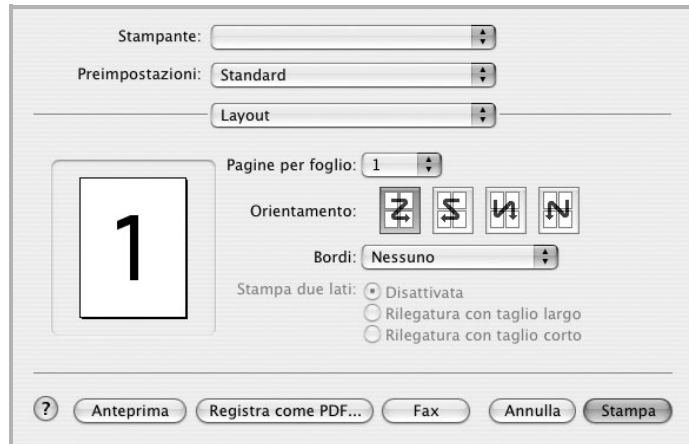 Stampante:
Preimpostazioni: Standard
Layout
Pagine per foglio: 1
1
Orientamento:
Bordi: Nessuno
Stampa due lati: Disattivata
Rilegatura con taglio largo
Rilegatura con taglio corto
? Anteprima Registra come PDF... Fax Annulla Stampa